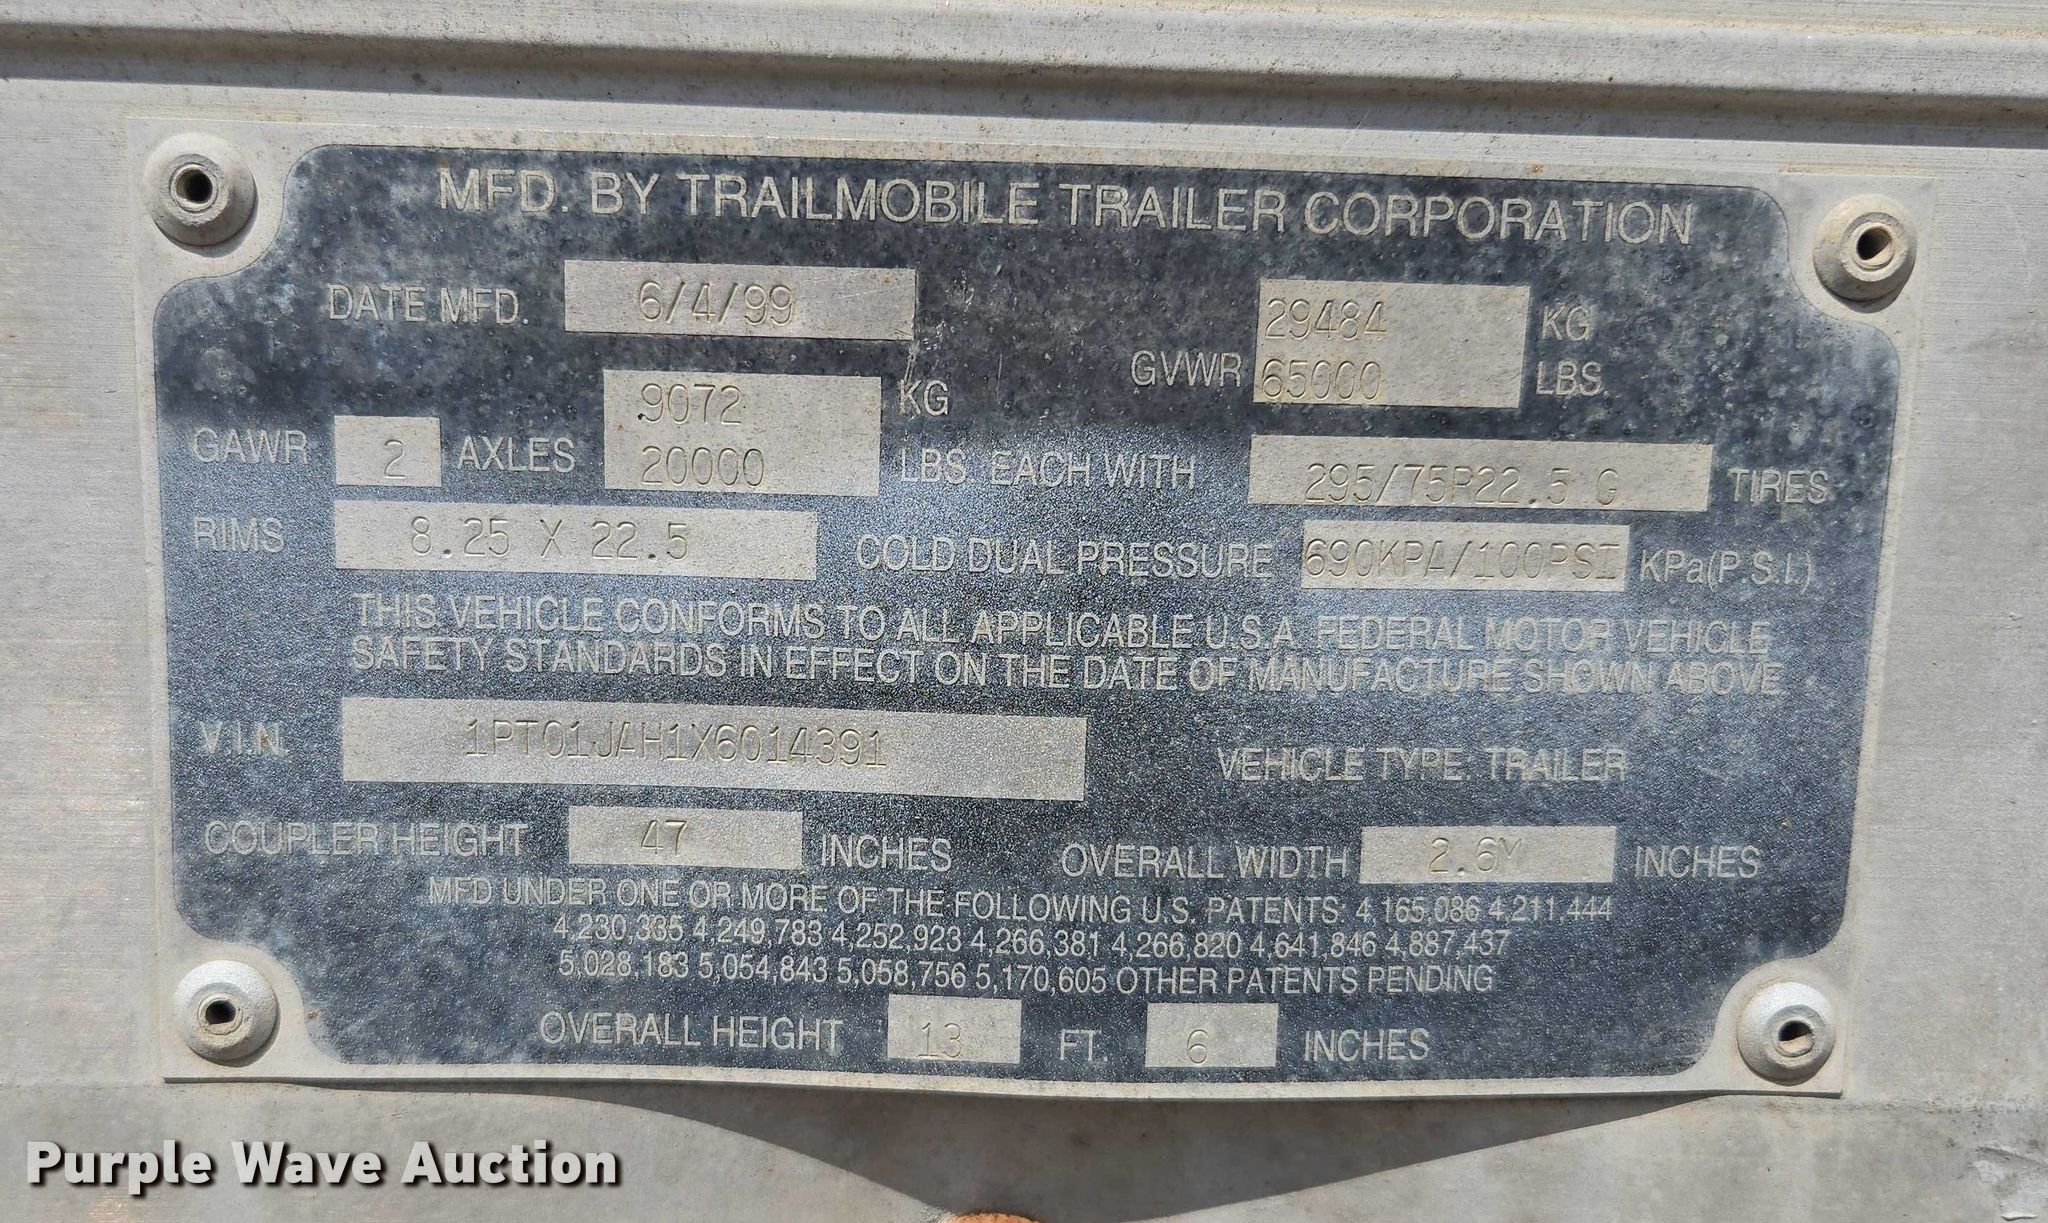 MFD. BY TRAILMOBILE TRAILER CORPORATION
DATE MFD. 6/4/99
29484 KG
GVWR 65000 LBS.
9072 KG
GAWR 2 AXLES 20000 LBS. EACH WITH 295/75R22.5 G TIRES
RIMS 8.25 X 22.5 COLD DUAL PRESSURE 690KPA/100PSI KPa(P.S.I.)
THIS VEHICLE CONFORMS TO ALL APPLICABLE U.S.A. FEDERAL MOTOR VEHICLE
SAFETY STANDARDS IN EFFECT ON THE DATE OF MANUFACTURE SHOWN ABOVE
V.I.N. 1PT01JAH1X6014391 VEHICLE TYPE: TRAILER
COUPLER HEIGHT 47 INCHES OVERALL WIDTH 2.6M INCHES
MFD UNDER ONE OR MORE OF THE FOLLOWING U.S. PATENTS: 4,165,086 4,211,444
4,230,335 4,249,783 4,252,923 4,266,381 4,266,820 4,641,846 4,887,437
5,028,183 5,054,843 5,058,756 5,170,605 OTHER PATENTS PENDING
OVERALL HEIGHT 13 FT. 6 INCHES
Purple Wave Auction